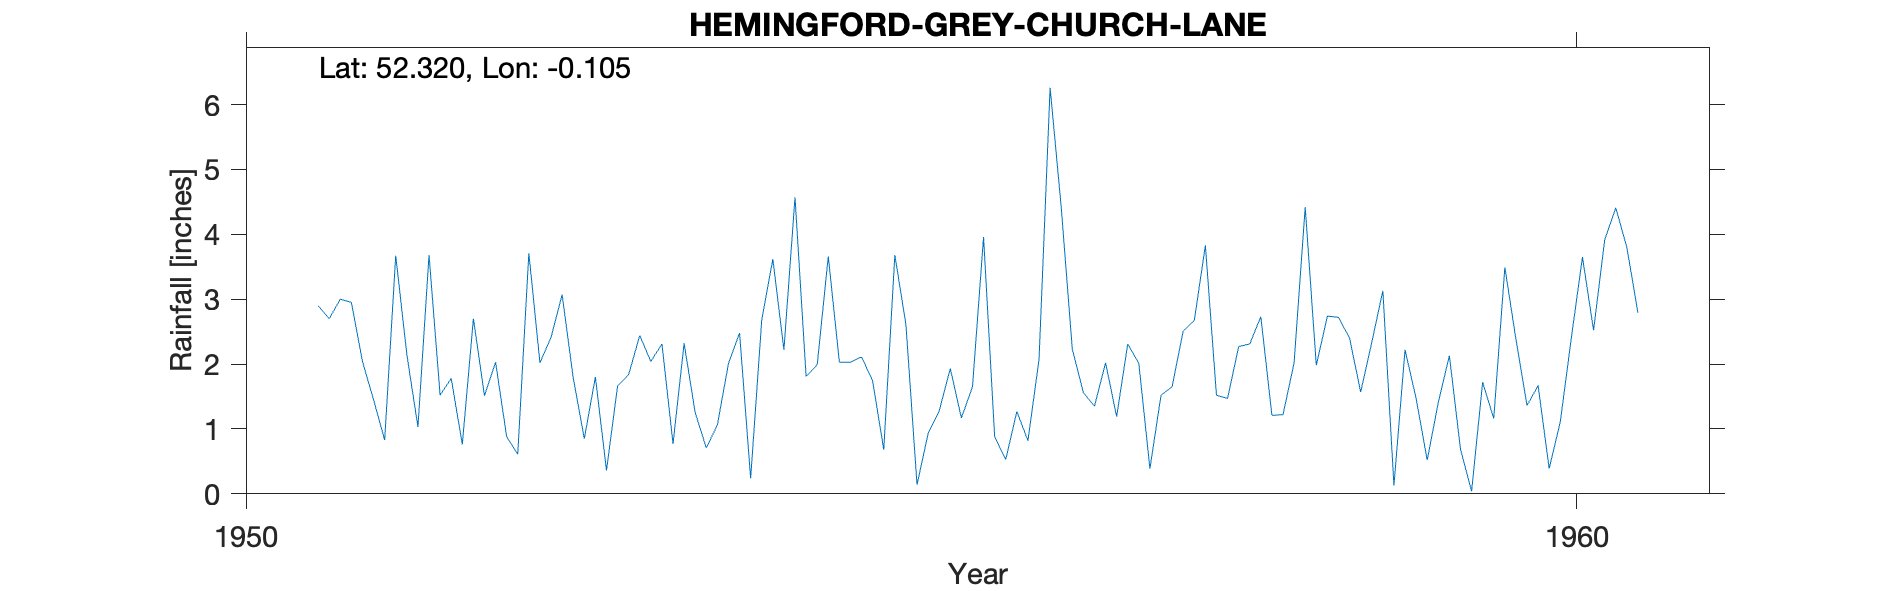 HEMINGFORD-GREY-CHURCH-LANE
Lat: 52.320, Lon: -0.105
6
5
4
3
2
1
0
Rainfall [inches]
1950
1960
Year